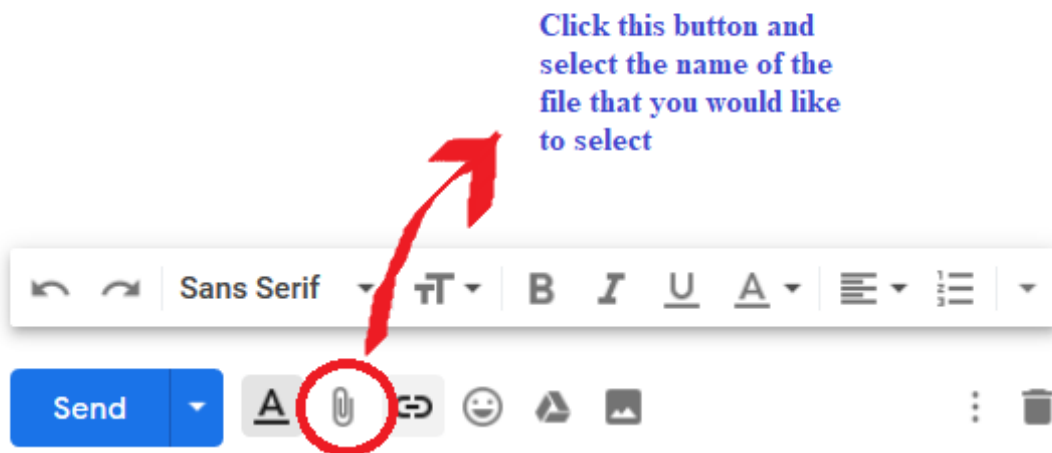 Click this button and
select the name of the
file that you would like
to select
Sans Serif
B I U A
Send A